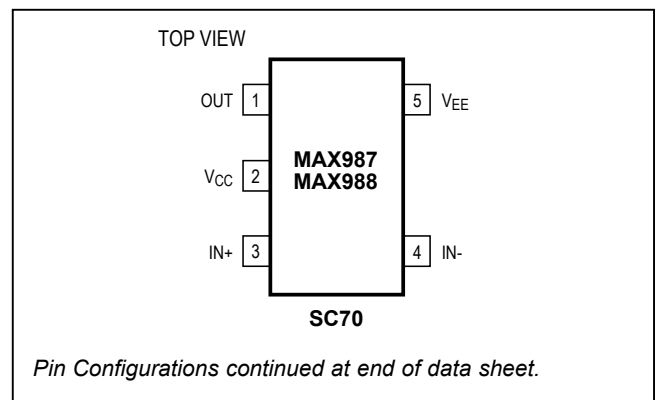 TOP VIEW
OUT 1
5 VEE
MAX987
MAX988
VCC 2
IN+ 3
4 IN-
SC70
Pin Configurations continued at end of data sheet.